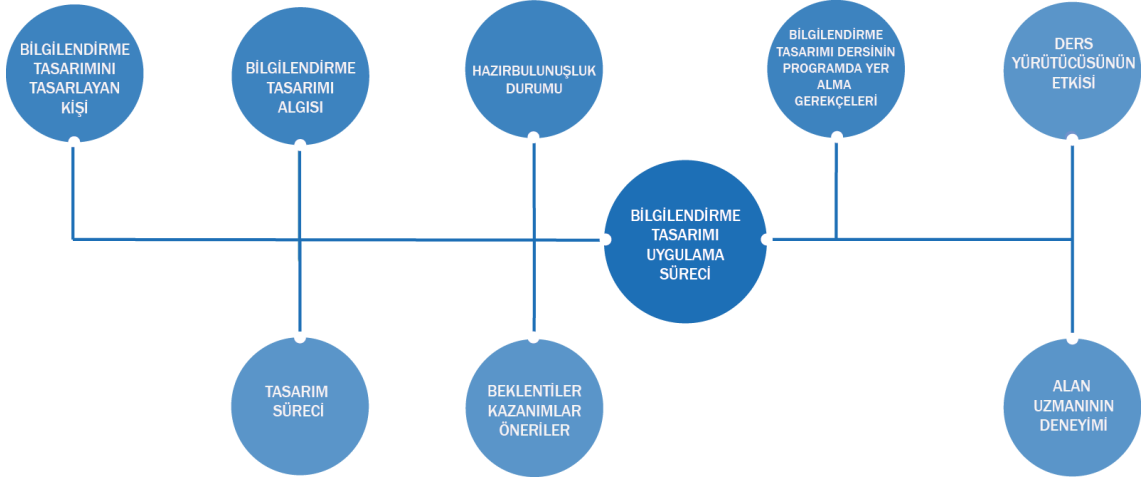 BİLGİLENDİRME
TASARIMINI
TASARLAYAN
KİŞİ
BİLGİLENDİRME
TASARIMI
ALGISI
HAZIRBULUNUŞLUK
DURUMU
BİLGİLENDİRME
TASARIMI DERSİNİN
PROGRAMDA YER
ALMA
GEREKÇELERİ
DERS
YÜRÜTÜCÜSÜNÜN
ETKİSİ
BİLGİLENDİRME
TASARIMI
UYGULAMA
SÜRECİ
TASARIM
SÜRECİ
BEKLENTİLER
KAZANIMLAR
ÖNERİLER
ALAN
UZMANININ
DENEYİMİ